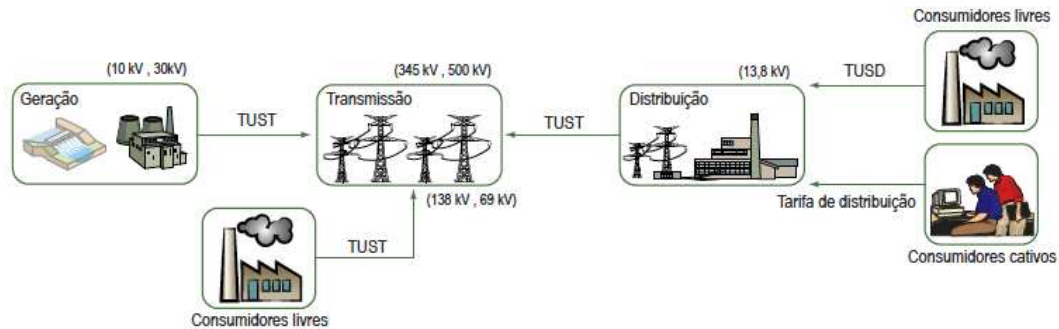 Consumidores livres
(10 kV , 30kV)
(345 kV , 500 kV)
(13,8 kV)
TUSD
Geração
Transmissão
Distribuição
TUST
TUST
(138 kV , 69 kV)
Tarifa de distribuição
TUST
Consumidores cativos
Consumidores livres